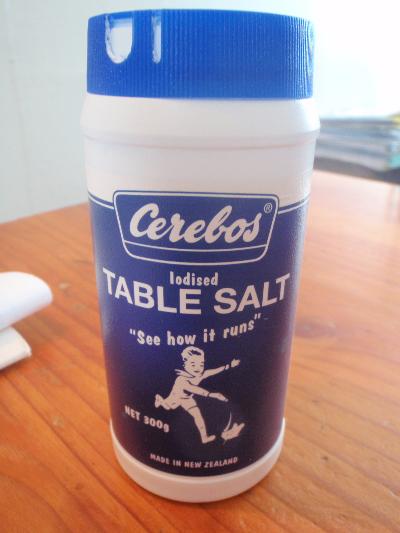 Cerebos®
Iodised
TABLE SALT
"See how it runs"
NET 300g
MADE IN NEW ZEALAND